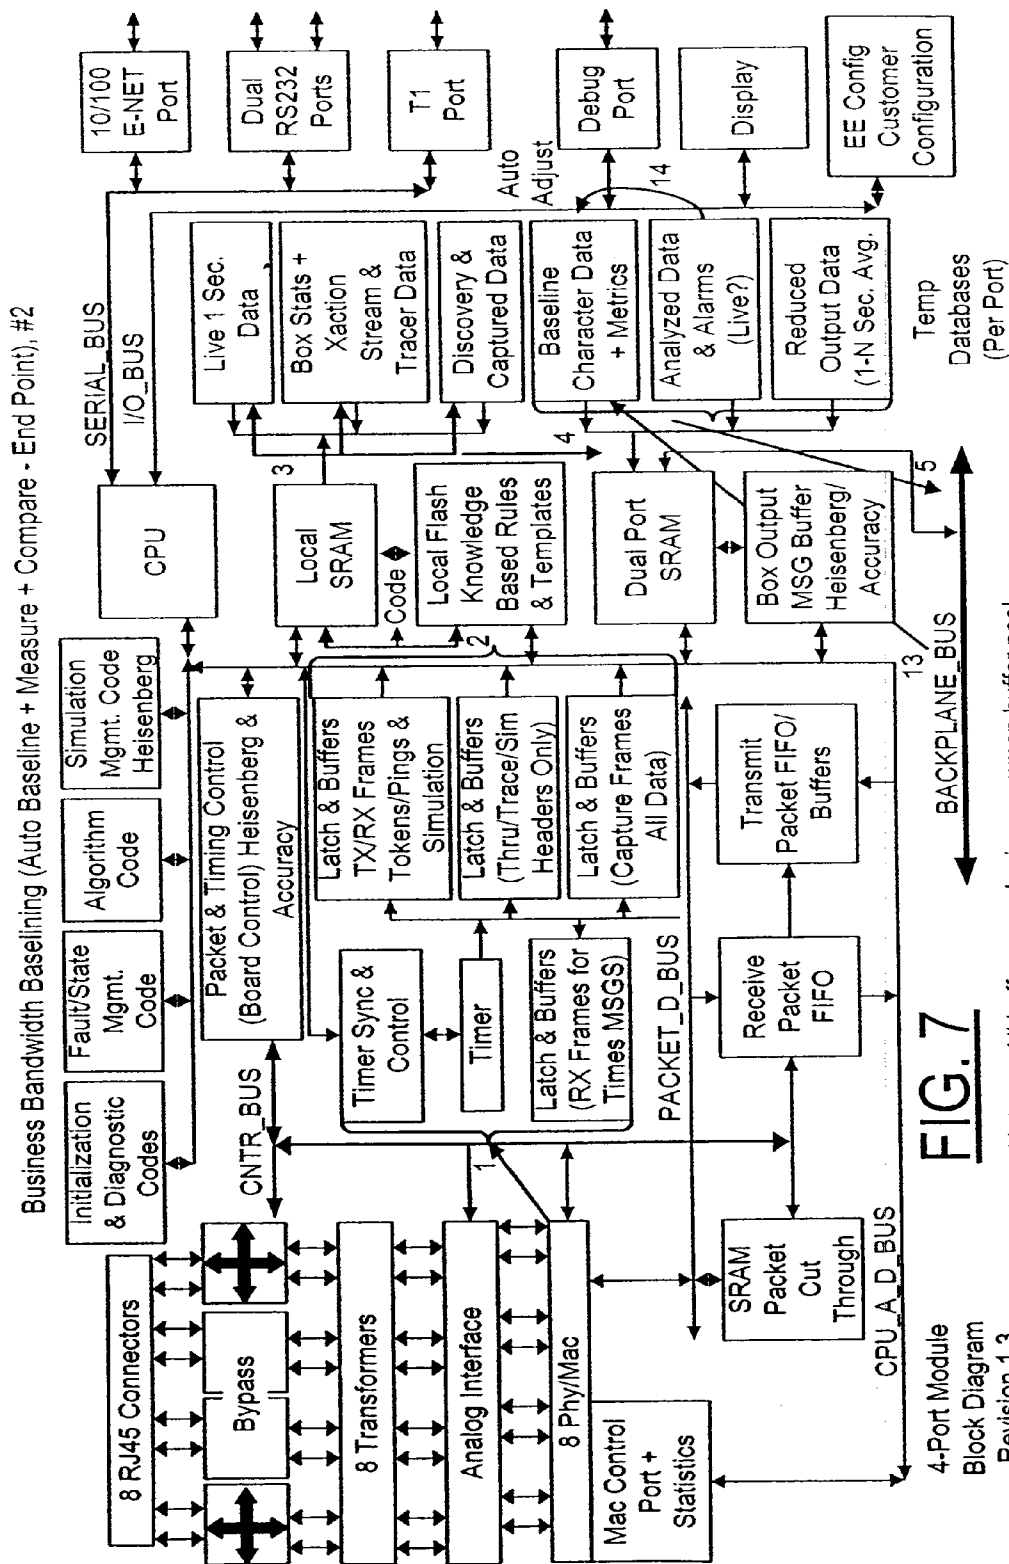 Business Bandwidth Baselining (Auto Baseline + Measure + Compare - End Point), #2
8 RJ45 Connectors
Bypass
8 Transformers
Analog Interface
8 Phy/Mac
Mac Control
Port +
Statistics
Initialization
& Diagnostic
Codes
Fault/State
Mgmt.
Code
Algorithm
Code
Simulation
Mgmt. Code
Heisenberg
CPU
SERIAL_BUS
I/O_BUS
10/100
E-NET
Port
Dual
RS232
Ports
T1
Port
Debug
Port
Display
EE Config
Customer
Configuration
CNTR_BUS
Packet & Timing Control
(Board Control) Heisenberg &
Accuracy
Timer Sync &
Control
Timer
Latch & Buffers
(RX Frames for
Times MSGS)
Latch & Buffers
TX/RX Frames
Tokens/Pings &
Simulation
Latch & Buffers
(Thru/Trace/Sim
Headers Only)
Latch & Buffers
(Capture Frames
All Data)
1
2
Local
SRAM
Code
Local Flash
Knowledge
Based Rules
& Templates
Dual Port
SRAM
Box Output
MSG Buffer
Heisenberg/
Accuracy
3
4
5
13
14
Live 1 Sec.
Data
Box Stats +
Xaction
Stream &
Tracer Data
Discovery &
Captured Data
Auto
Adjust
Baseline
Character Data
+ Metrics
Analyzed Data
& Alarms
(Live?)
Reduced
Output Data
(1-N Sec. Avg.
Temp
Databases
(Per Port)
PACKET_D_BUS
SRAM
Packet
Cut
Through
Receive
Packet
FIFO
Transmit
Packet FIFO/
Buffers
CPU_A_D_BUS
BACKPLANE_BUS
4-Port Module
Block Diagram
Revision 1.3
FIG. 7